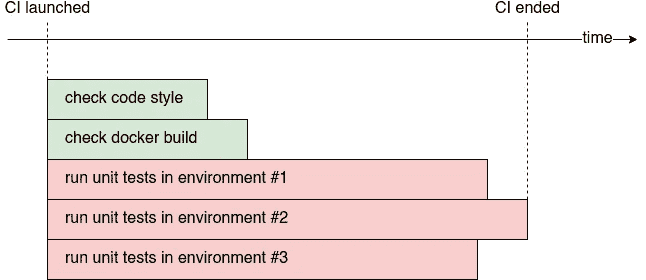 CI launched
CI ended
time
check code style
check docker build
run unit tests in environment #1
run unit tests in environment #2
run unit tests in environment #3